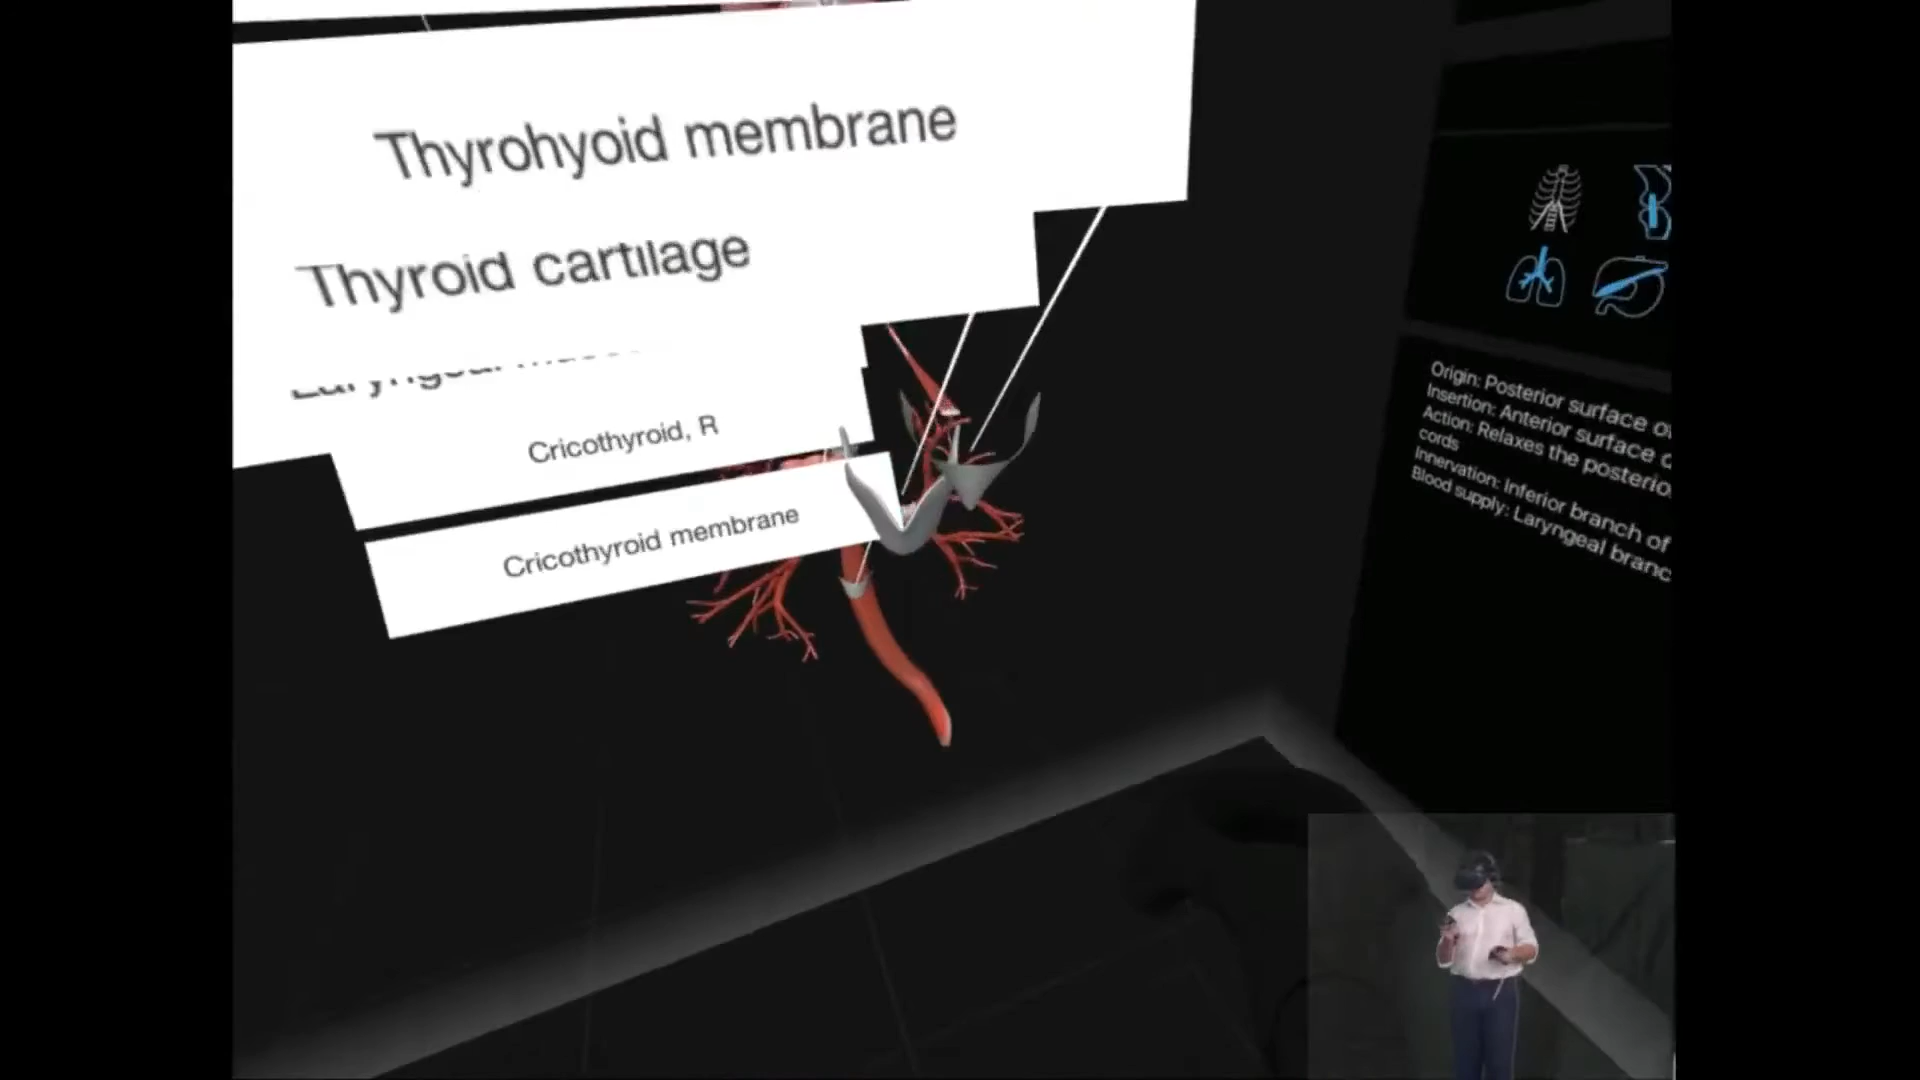 Thyrohyoid membrane
Thyroid cartilage
Laryngeal
Cricothyroid, R
Cricothyroid membrane
Origin: Posterior surface o
Insertion: Anterior surface
Action: Relaxes the posterio
cords
Innervation: Inferior branch of
Blood supply: Laryngeal branc